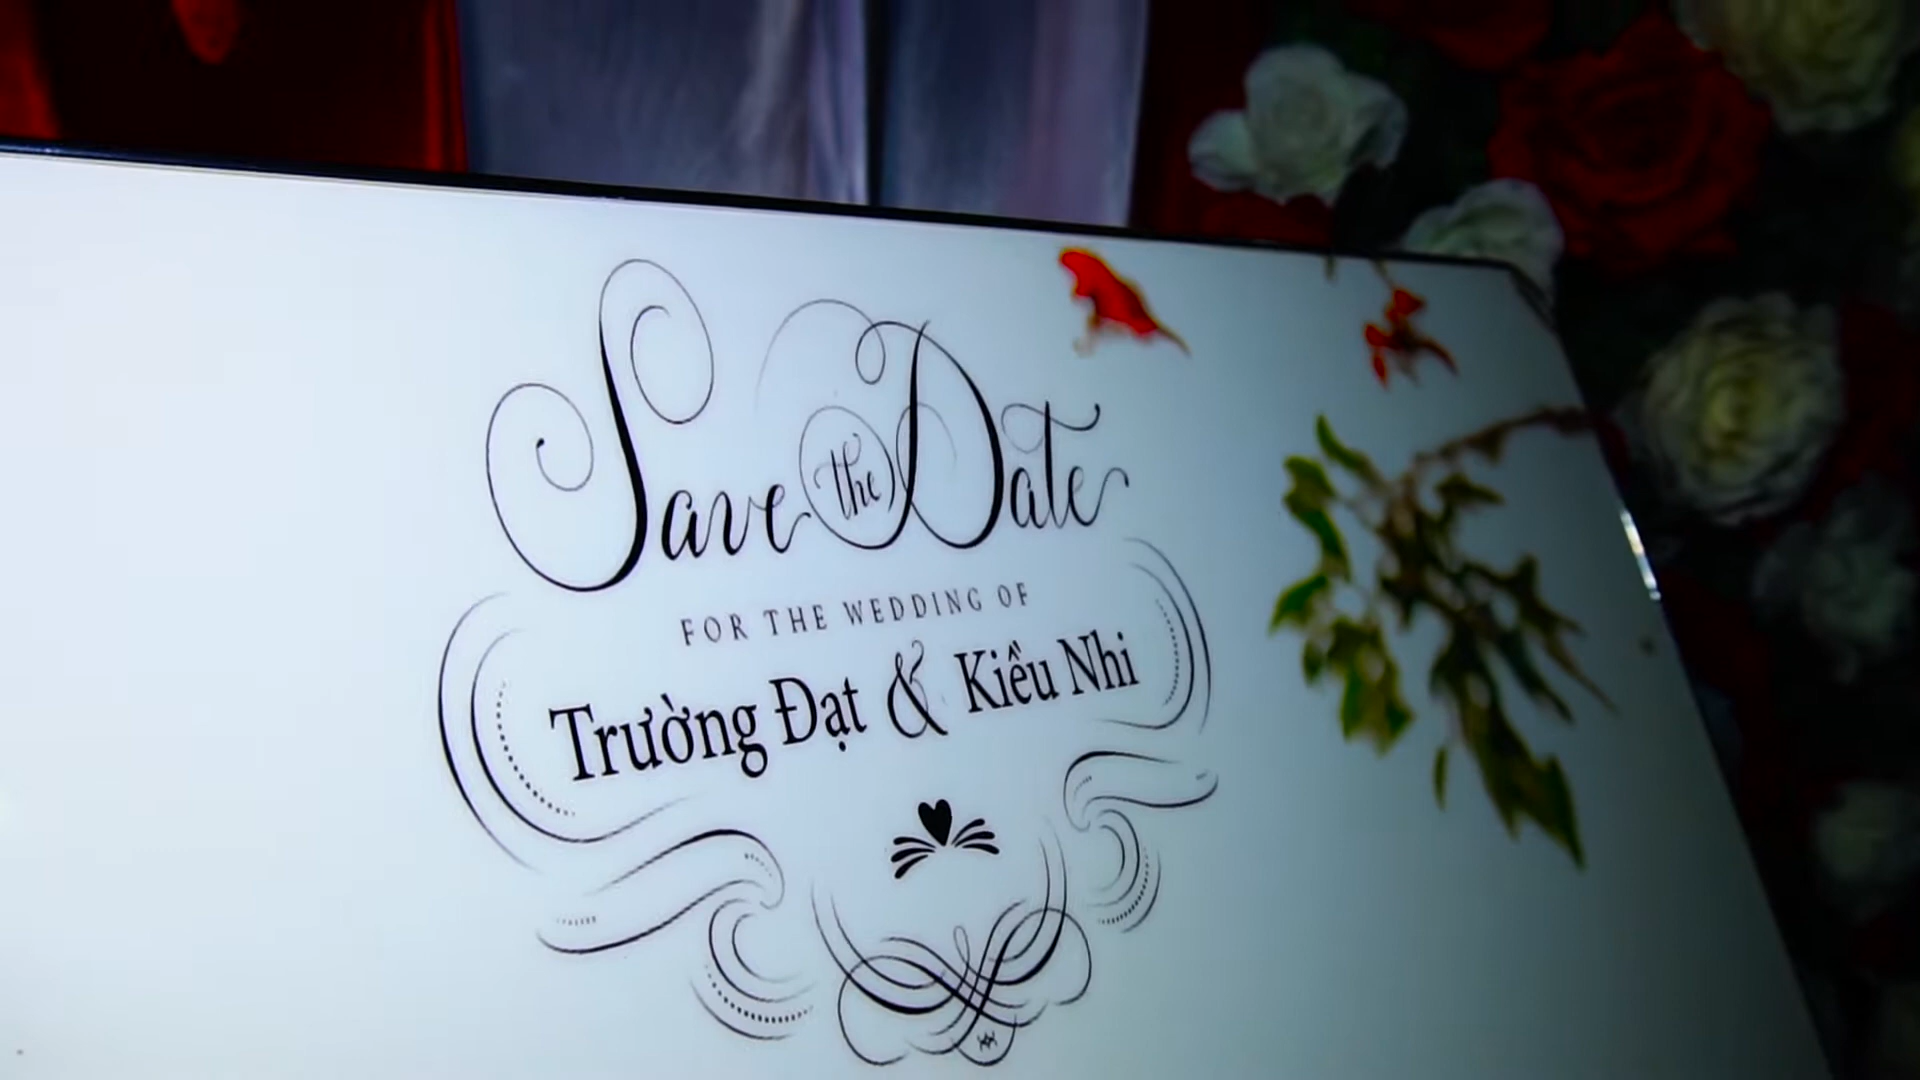 Save the Date
FOR THE WEDDING OF
Trường Đạt & Kiều Nhi